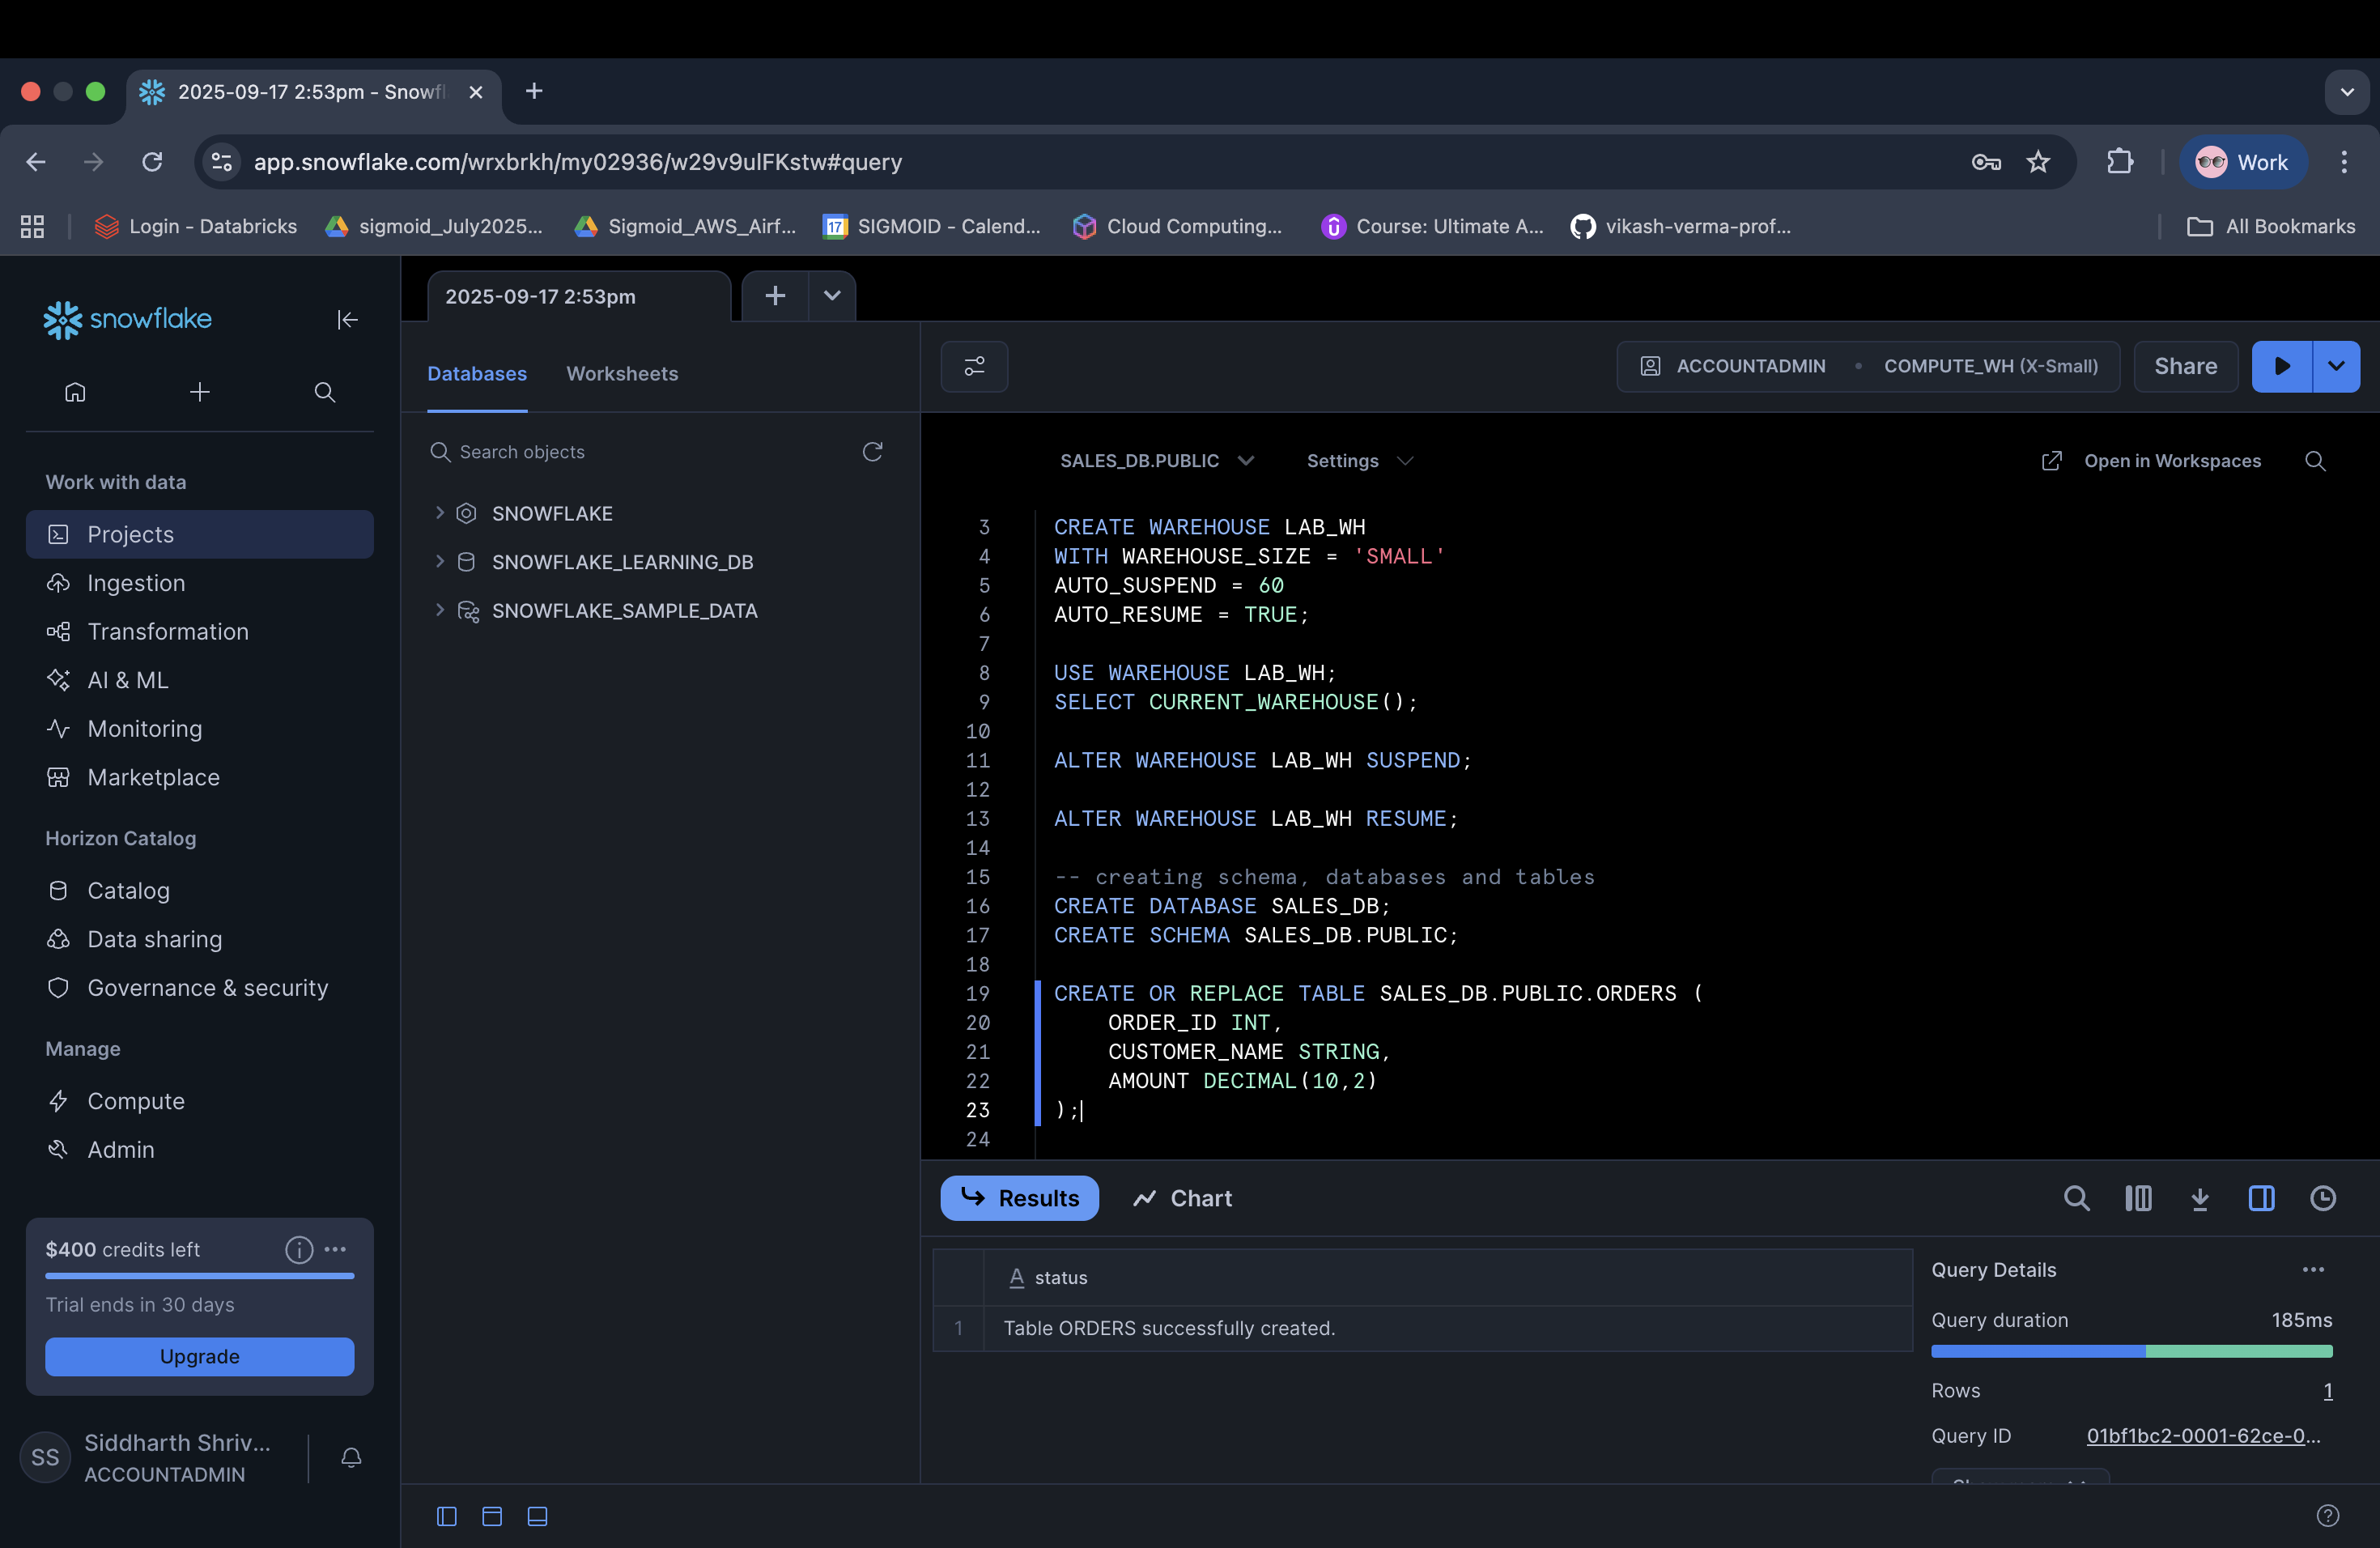 2025-09-17 2:53pm - Snowfl
app.snowflake.com/wrxbrkh/my02936/w29v9ulFKstw#query
Work
Login - Databricks
sigmoid_July2025...
Sigmoid_AWS_Airf...
17
SIGMOID - Calend...
Cloud Computing...
Course: Ultimate A...
vikash-verma-prof...
All Bookmarks
snowflake
Work with data
Projects
Ingestion
Transformation
AI & ML
Monitoring
Marketplace
Horizon Catalog
Catalog
Data sharing
Governance & security
Manage
Compute
Admin
$400 credits left
Trial ends in 30 days
Upgrade
SS
Siddharth Shriv...
ACCOUNTADMIN
2025-09-17 2:53pm
Databases
Worksheets
Search objects
SNOWFLAKE
SNOWFLAKE_LEARNING_DB
SNOWFLAKE_SAMPLE_DATA
ACCOUNTADMIN • COMPUTE_WH (X-Small)
Share
SALES_DB.PUBLIC
Settings
Open in Workspaces
3 CREATE WAREHOUSE LAB_WH
4 WITH WAREHOUSE_SIZE = 'SMALL'
5 AUTO_SUSPEND = 60
6 AUTO_RESUME = TRUE;
7
8 USE WAREHOUSE LAB_WH;
9 SELECT CURRENT_WAREHOUSE();
10
11 ALTER WAREHOUSE LAB_WH SUSPEND;
12
13 ALTER WAREHOUSE LAB_WH RESUME;
14
15 -- creating schema, databases and tables
16 CREATE DATABASE SALES_DB;
17 CREATE SCHEMA SALES_DB.PUBLIC;
18
19 CREATE OR REPLACE TABLE SALES_DB.PUBLIC.ORDERS (
20 ORDER_ID INT,
21 CUSTOMER_NAME STRING,
22 AMOUNT DECIMAL(10,2)
23 );
24
Results
Chart
A status
1 Table ORDERS successfully created.
Query Details
Query duration 185ms
Rows 1
Query ID 01bf1bc2-0001-62ce-0...